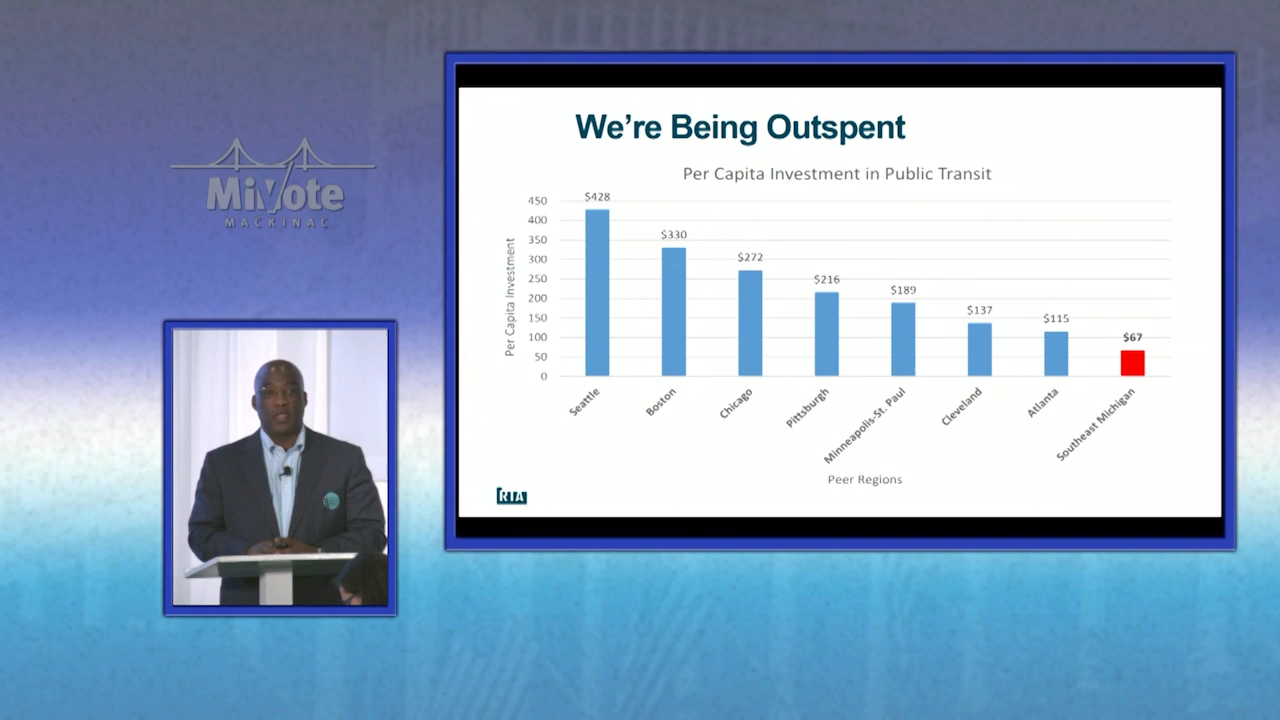 MiVote
MACKINAC
We're Being Outspent
Per Capita Investment in Public Transit
Per Capita Investment
450
400
350
300
250
200
150
100
50
0
$428
$330
$272
$216
$189
$137
$115
$67
Seattle
Boston
Chicago
Pittsburgh
Minneapolis-St. Paul
Cleveland
Atlanta
Southeast Michigan
Peer Regions
RTA